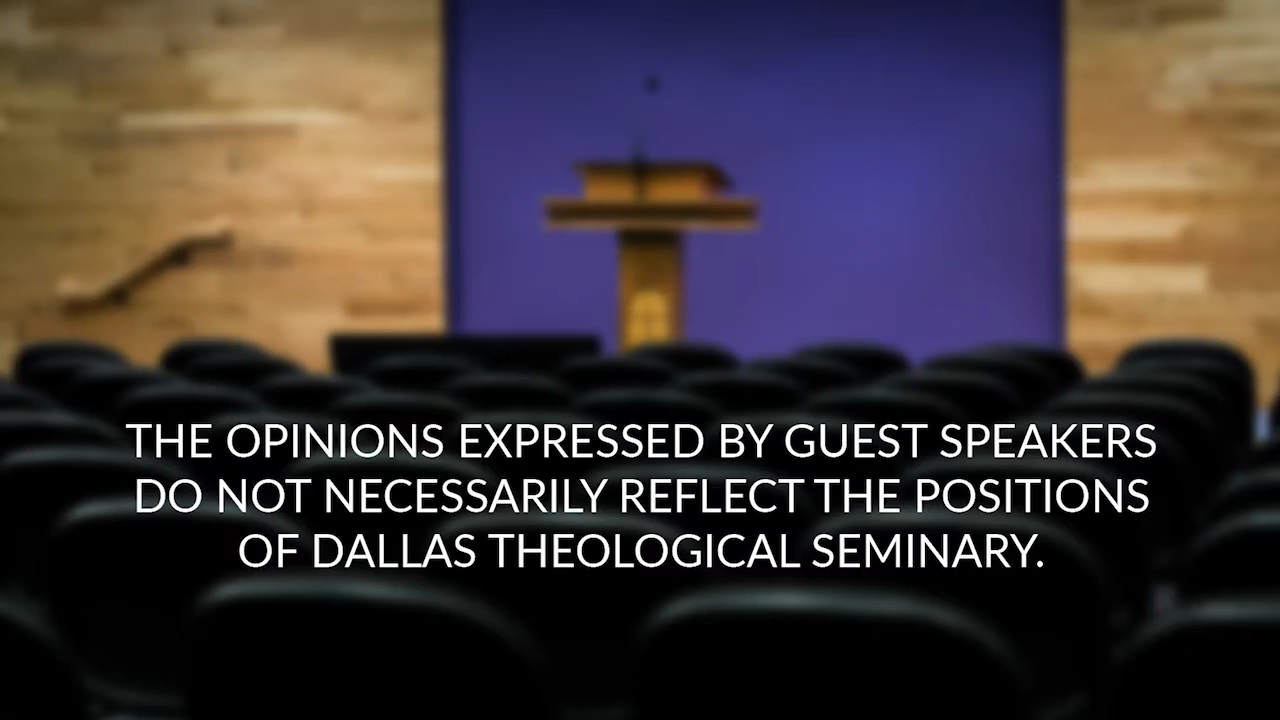 THE OPINIONS EXPRESSED BY GUEST SPEAKERS
DO NOT NECESSARILY REFLECT THE POSITIONS
OF DALLAS THEOLOGICAL SEMINARY.